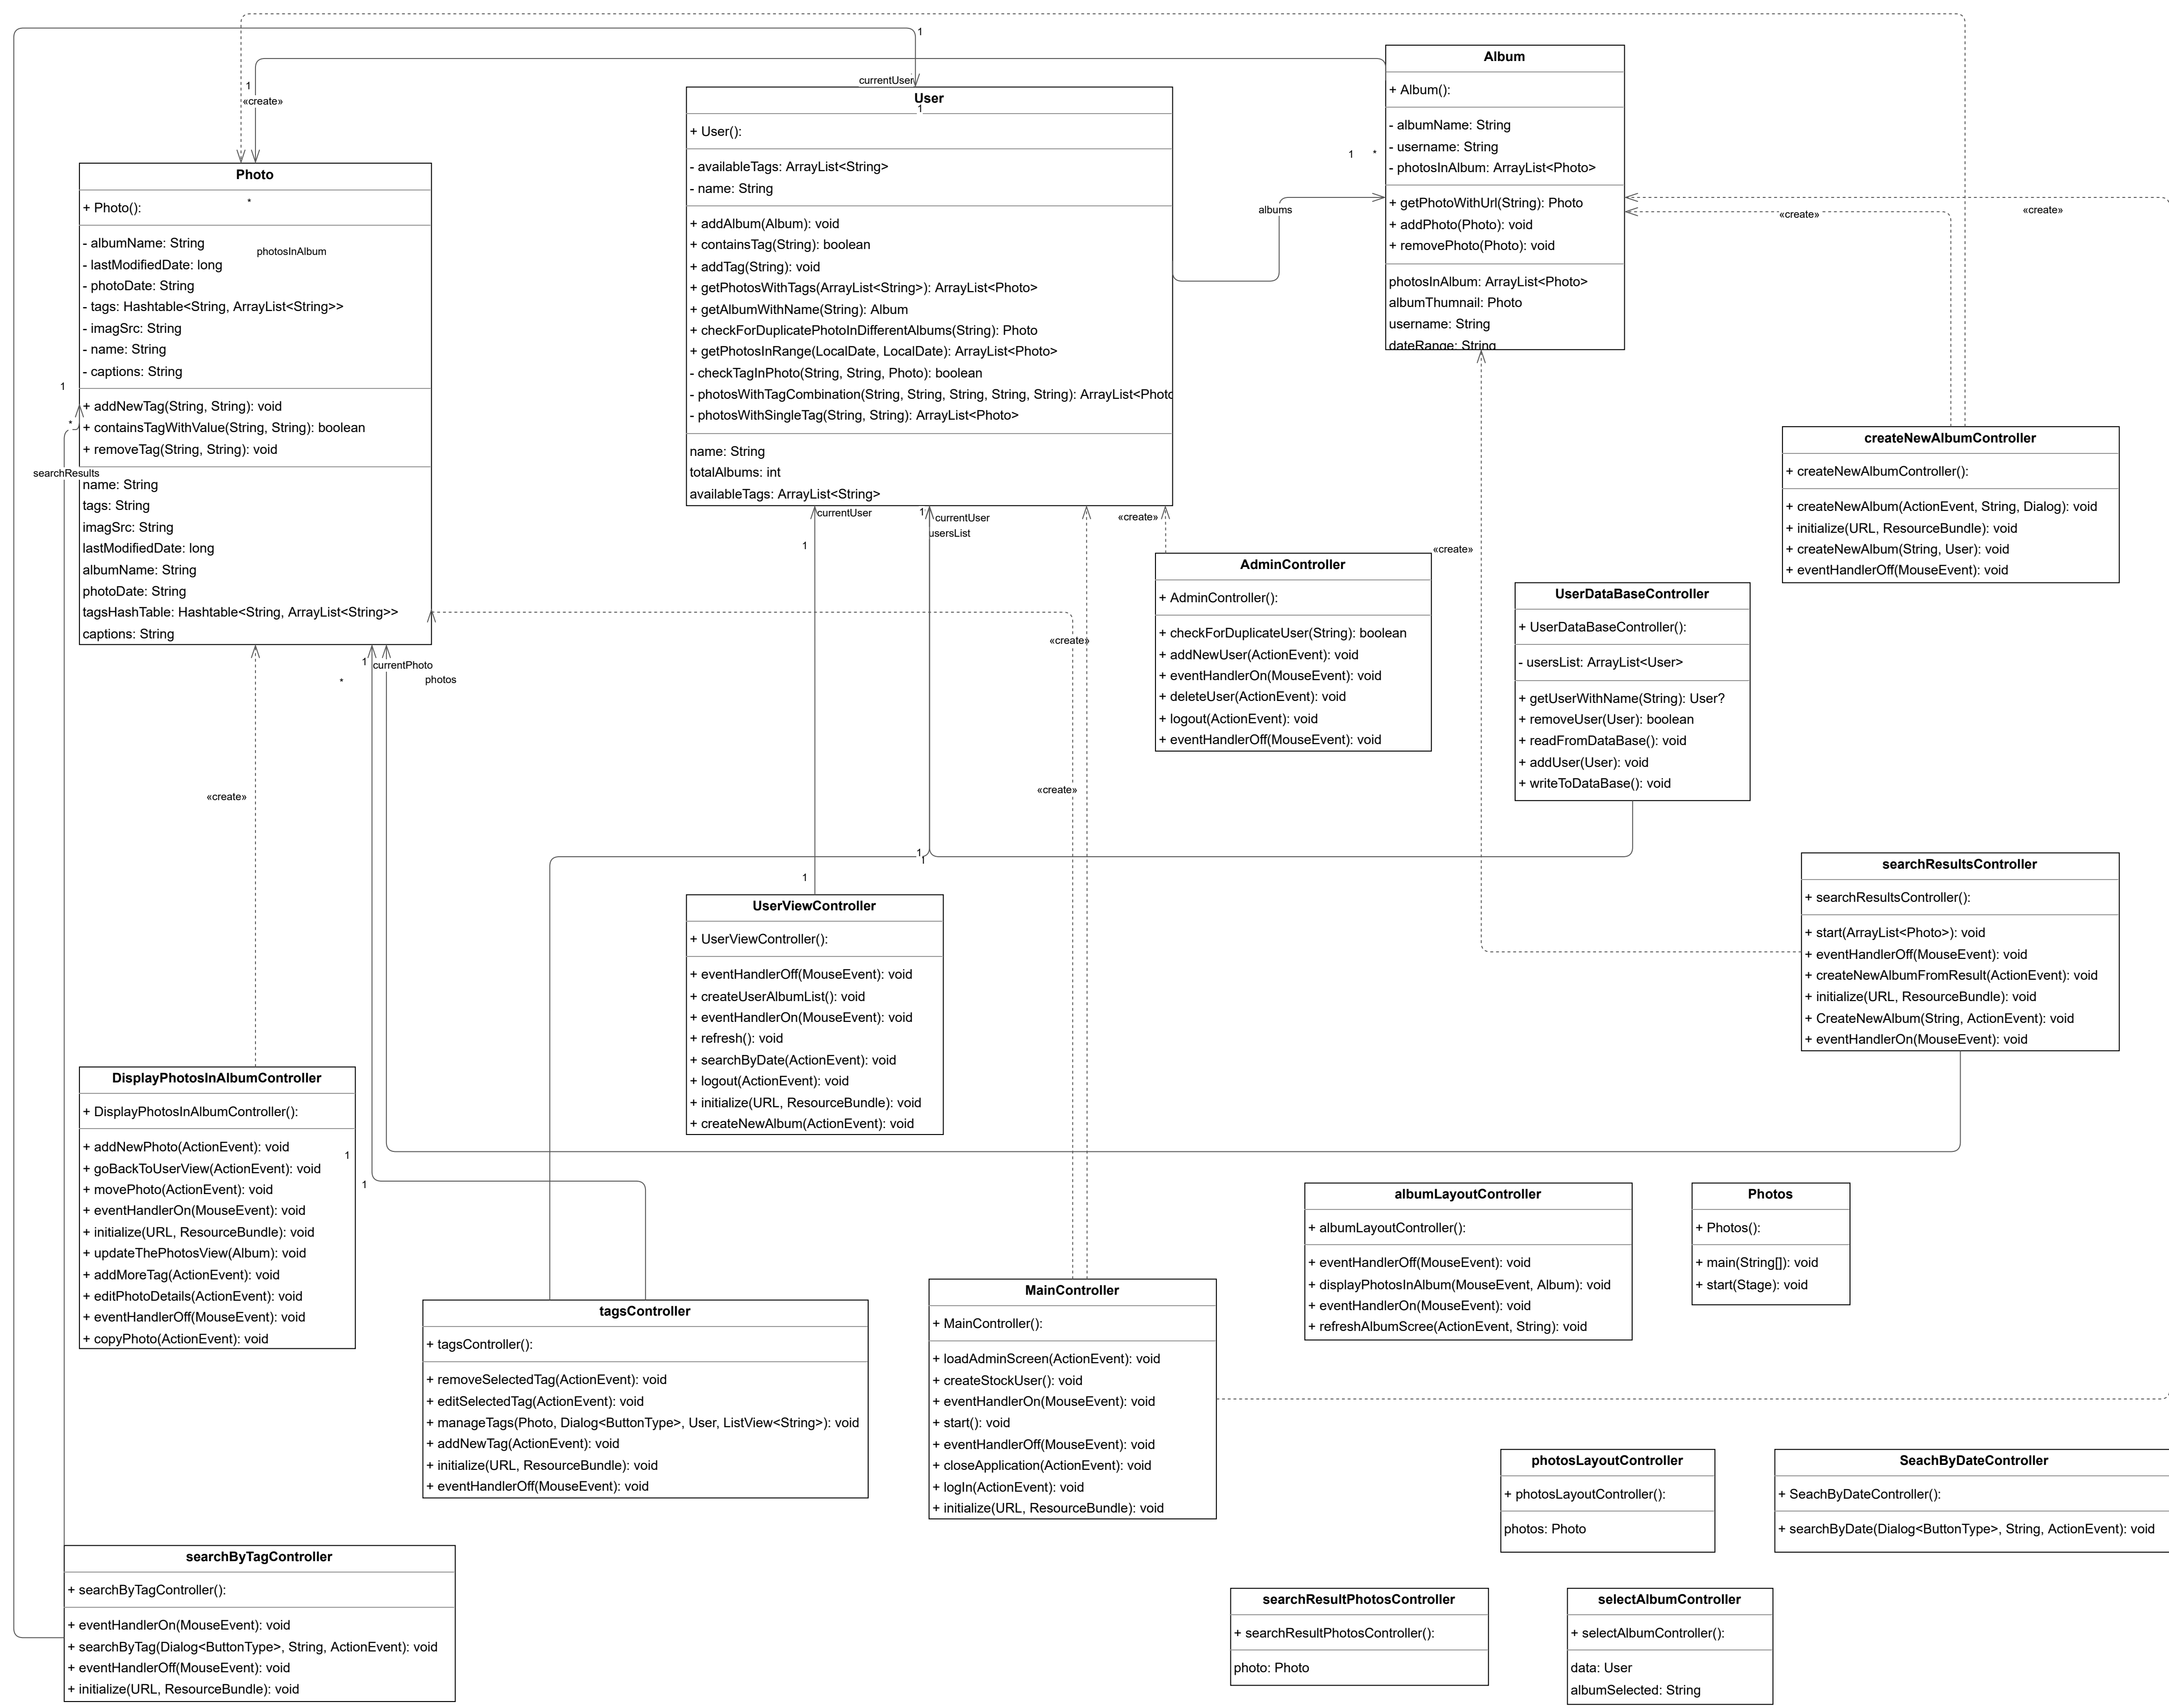 1
currentUser
1
«create»
Album
+ Album():
- albumName: String
- username: String
- photosInAlbum: ArrayList<Photo>
+ getPhotoWithUrl(String): Photo
+ addPhoto(Photo): void
+ removePhoto(Photo): void
photosInAlbum: ArrayList<Photo>
albumThumnail: Photo
username: String
dateRange: String
User
1
+ User():
- availableTags: ArrayList<String>
- name: String
+ addAlbum(Album): void
+ containsTag(String): boolean
+ addTag(String): void
+ getPhotosWithTags(ArrayList<String>): ArrayList<Photo>
+ getAlbumWithName(String): Album
+ checkForDuplicatePhotoInDifferentAlbums(String): Photo
+ getPhotosInRange(LocalDate, LocalDate): ArrayList<Photo>
- checkTagInPhoto(String, String, Photo): boolean
- photosWithTagCombination(String, String, String, String, String): ArrayList<Photo
- photosWithSingleTag(String, String): ArrayList<Photo>
name: String
totalAlbums: int
availableTags: ArrayList<String>
1
*
albums
«create»
«create»
Photo
*
+ Photo():
- albumName: String
photosInAlbum
- lastModifiedDate: long
- photoDate: String
- tags: Hashtable<String, ArrayList<String>>
- imagSrc: String
- name: String
- captions: String
+ addNewTag(String, String): void
+ containsTagWithValue(String, String): boolean
+ removeTag(String, String): void
name: String
tags: String
imagSrc: String
lastModifiedDate: long
albumName: String
photoDate: String
tagsHashTable: Hashtable<String, ArrayList<String>>
captions: String
1
*
searchResults
createNewAlbumController
+ createNewAlbumController():
+ createNewAlbum(ActionEvent, String, Dialog): void
+ initialize(URL, ResourceBundle): void
+ createNewAlbum(String, User): void
+ eventHandlerOff(MouseEvent): void
currentUser
1
1
currentUser
usersList
«create»
«create»
AdminController
+ AdminController():
+ checkForDuplicateUser(String): boolean
+ addNewUser(ActionEvent): void
+ eventHandlerOn(MouseEvent): void
+ deleteUser(ActionEvent): void
+ logout(ActionEvent): void
+ eventHandlerOff(MouseEvent): void
UserDataBaseController
+ UserDataBaseController():
- usersList: ArrayList<User>
+ getUserWithName(String): User?
+ removeUser(User): boolean
+ readFromDataBase(): void
+ addUser(User): void
+ writeToDataBase(): void
«create»
1
currentPhoto
*
photos
«create»
«create»
1
1
1
UserViewController
+ UserViewController():
+ eventHandlerOff(MouseEvent): void
+ createUserAlbumList(): void
+ eventHandlerOn(MouseEvent): void
+ refresh(): void
+ searchByDate(ActionEvent): void
+ logout(ActionEvent): void
+ initialize(URL, ResourceBundle): void
+ createNewAlbum(ActionEvent): void
searchResultsController
+ searchResultsController():
+ start(ArrayList<Photo>): void
+ eventHandlerOff(MouseEvent): void
+ createNewAlbumFromResult(ActionEvent): void
+ initialize(URL, ResourceBundle): void
+ CreateNewAlbum(String, ActionEvent): void
+ eventHandlerOn(MouseEvent): void
DisplayPhotosInAlbumController
+ DisplayPhotosInAlbumController():
+ addNewPhoto(ActionEvent): void
+ goBackToUserView(ActionEvent): void
+ movePhoto(ActionEvent): void
+ eventHandlerOn(MouseEvent): void
+ initialize(URL, ResourceBundle): void
+ updateThePhotosView(Album): void
+ addMoreTag(ActionEvent): void
+ editPhotoDetails(ActionEvent): void
+ eventHandlerOff(MouseEvent): void
+ copyPhoto(ActionEvent): void
1
1
tagsController
+ tagsController():
+ removeSelectedTag(ActionEvent): void
+ editSelectedTag(ActionEvent): void
+ manageTags(Photo, Dialog<ButtonType>, User, ListView<String>): void
+ addNewTag(ActionEvent): void
+ initialize(URL, ResourceBundle): void
+ eventHandlerOff(MouseEvent): void
MainController
+ MainController():
+ loadAdminScreen(ActionEvent): void
+ createStockUser(): void
+ eventHandlerOn(MouseEvent): void
+ start(): void
+ eventHandlerOff(MouseEvent): void
+ closeApplication(ActionEvent): void
+ logIn(ActionEvent): void
+ initialize(URL, ResourceBundle): void
albumLayoutController
+ albumLayoutController():
+ eventHandlerOff(MouseEvent): void
+ displayPhotosInAlbum(MouseEvent, Album): void
+ eventHandlerOn(MouseEvent): void
+ refreshAlbumScree(ActionEvent, String): void
Photos
+ Photos():
+ main(String[]): void
+ start(Stage): void
photosLayoutController
+ photosLayoutController():
photos: Photo
SeachByDateController
+ SeachByDateController():
+ searchByDate(Dialog<ButtonType>, String, ActionEvent): void
searchByTagController
+ searchByTagController():
+ eventHandlerOn(MouseEvent): void
+ searchByTag(Dialog<ButtonType>, String, ActionEvent): void
+ eventHandlerOff(MouseEvent): void
+ initialize(URL, ResourceBundle): void
searchResultPhotosController
+ searchResultPhotosController():
photo: Photo
selectAlbumController
+ selectAlbumController():
data: User
albumSelected: String